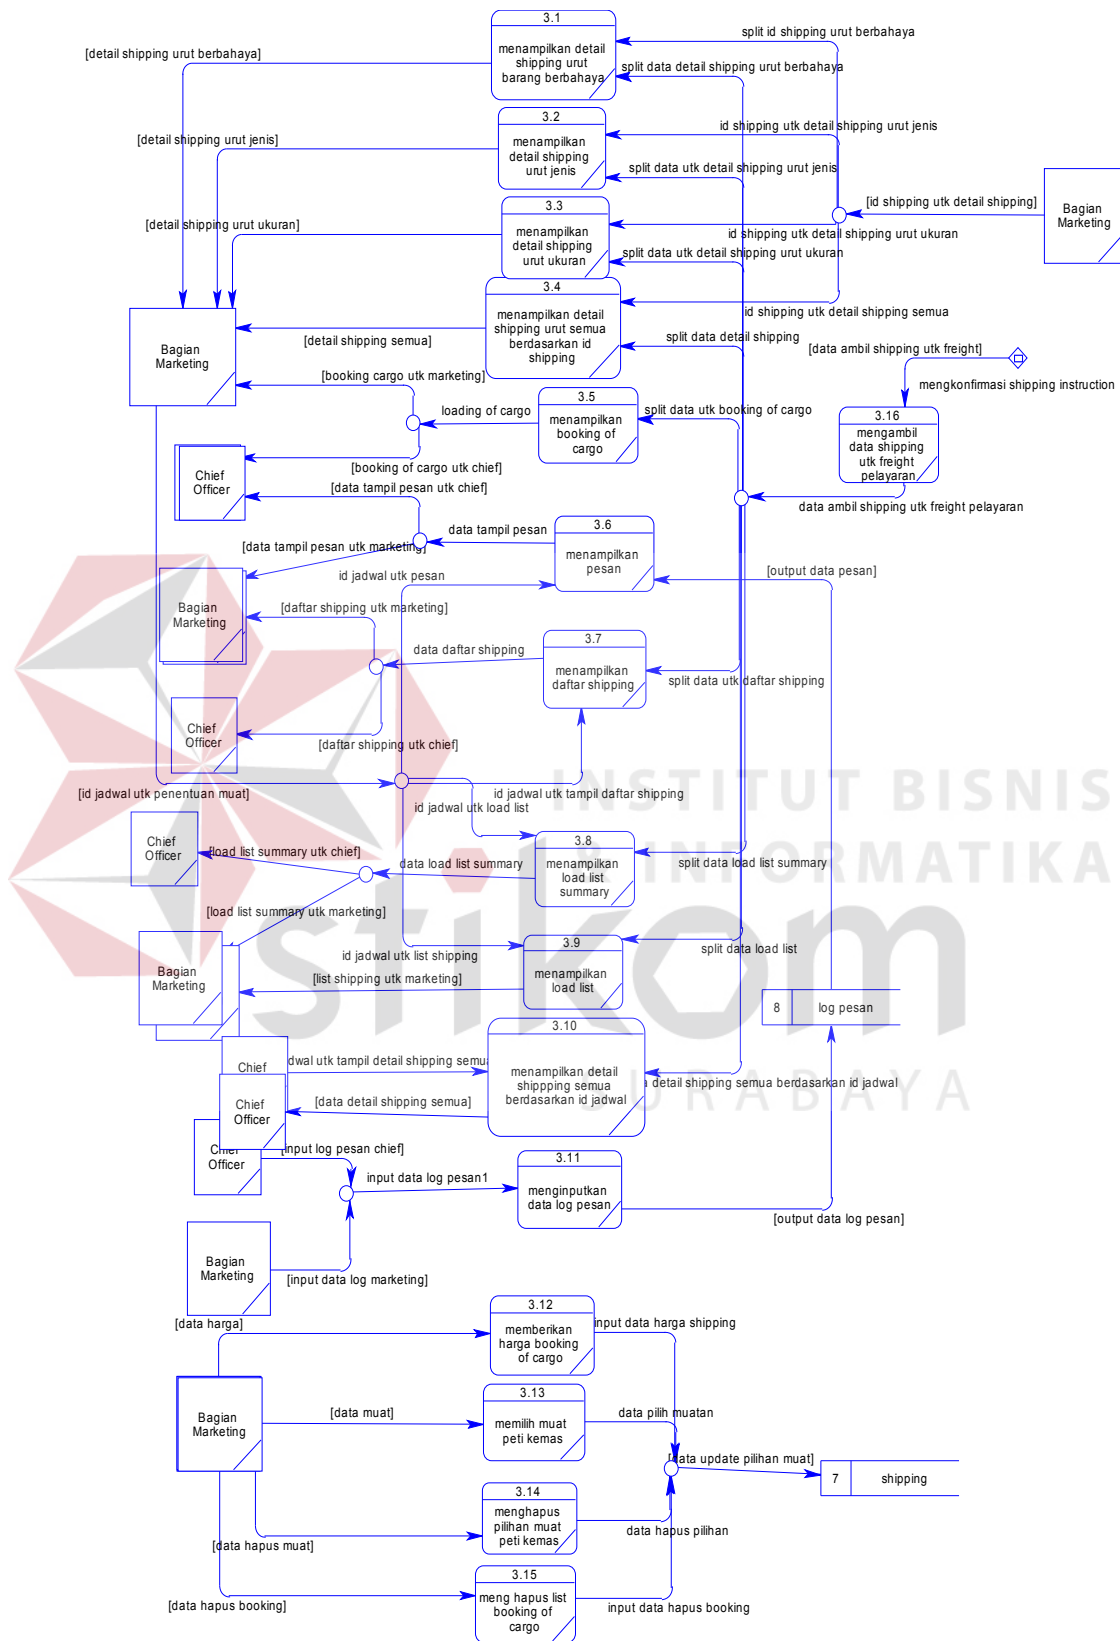 3.1
menampilkan detail
shipping urut
barang berbahaya
[detail shipping urut berbahaya]
split id shipping urut berbahaya
split data detail shipping urut berbahaya
3.2
menampilkan
detail shipping
urut jenis
[detail shipping urut jenis]
id shipping utk detail shipping urut jenis
split data utk detail shipping urut jenis
[id shipping utk detail shipping]
Bagian
Marketing
3.3
menampilkan
detail shipping
urut ukuran
[detail shipping urut ukuran]
id shipping utk detail shipping urut ukuran
split data utk detail shipping urut ukuran
3.4
menampilkan detail
shipping urut semua
berdasarkan id
shipping
Bagian
Marketing
[detail shipping semua]
id shipping utk detail shipping semua
split data detail shipping
[data ambil shipping utk freight]
mengkonfirmasi shipping instruction
[booking cargo utk marketing]
3.5
menampilkan
booking of
cargo
loading of cargo
split data utk booking of cargo
3.16
mengambil
data shipping
utk freight
pelayaran
Chief
Officer
[booking of cargo utk chief]
[data tampil pesan utk chief]
data ambil shipping utk freight pelayaran
3.6
menampilkan
pesan
data tampil pesan
[data tampil pesan utk marketing]
id jadwal utk pesan
[output data pesan]
Bagian
Marketing
[daftar shipping utk marketing]
3.7
menampilkan
daftar shipping
data daftar shipping
split data utk daftar shipping
Chief
Officer
[daftar shipping utk chief]
[id jadwal utk penentuan muat]
id jadwal utk tampil daftar shipping
id jadwal utk load list
INSTITUT BISNIS
& INFORMATIKA
stikom
SURABAYA
Chief
Officer
[load list summary utk chief]
data load list summary
3.8
menampilkan
load list
summary
split data load list summary
[load list summary utk marketing]
Bagian
Marketing
id jadwal utk list shipping
[list shipping utk marketing]
3.9
menampilkan
load list
split data load list
8
log pesan
3.10
menampilkan detail
shippping semua
berdasarkan id jadwal
Chief
dwal utk tampil detail shipping semua
detail shipping semua berdasarkan id jadwal
Chief
Officer
[data detail shipping semua]
Chief
Officer
[input log pesan chief]
input data log pesan1
3.11
menginputkan
data log pesan
[output data log pesan]
Bagian
Marketing
[input data log marketing]
[data harga]
3.12
memberikan
harga booking
of cargo
input data harga shipping
Bagian
Marketing
[data muat]
3.13
memilih muat
peti kemas
data pilih muatan
[data update pilihan muat]
7
shipping
3.14
menghapus
pilihan muat
peti kemas
[data hapus muat]
data hapus pilihan
3.15
meng hapus list
booking of
cargo
[data hapus booking]
input data hapus booking